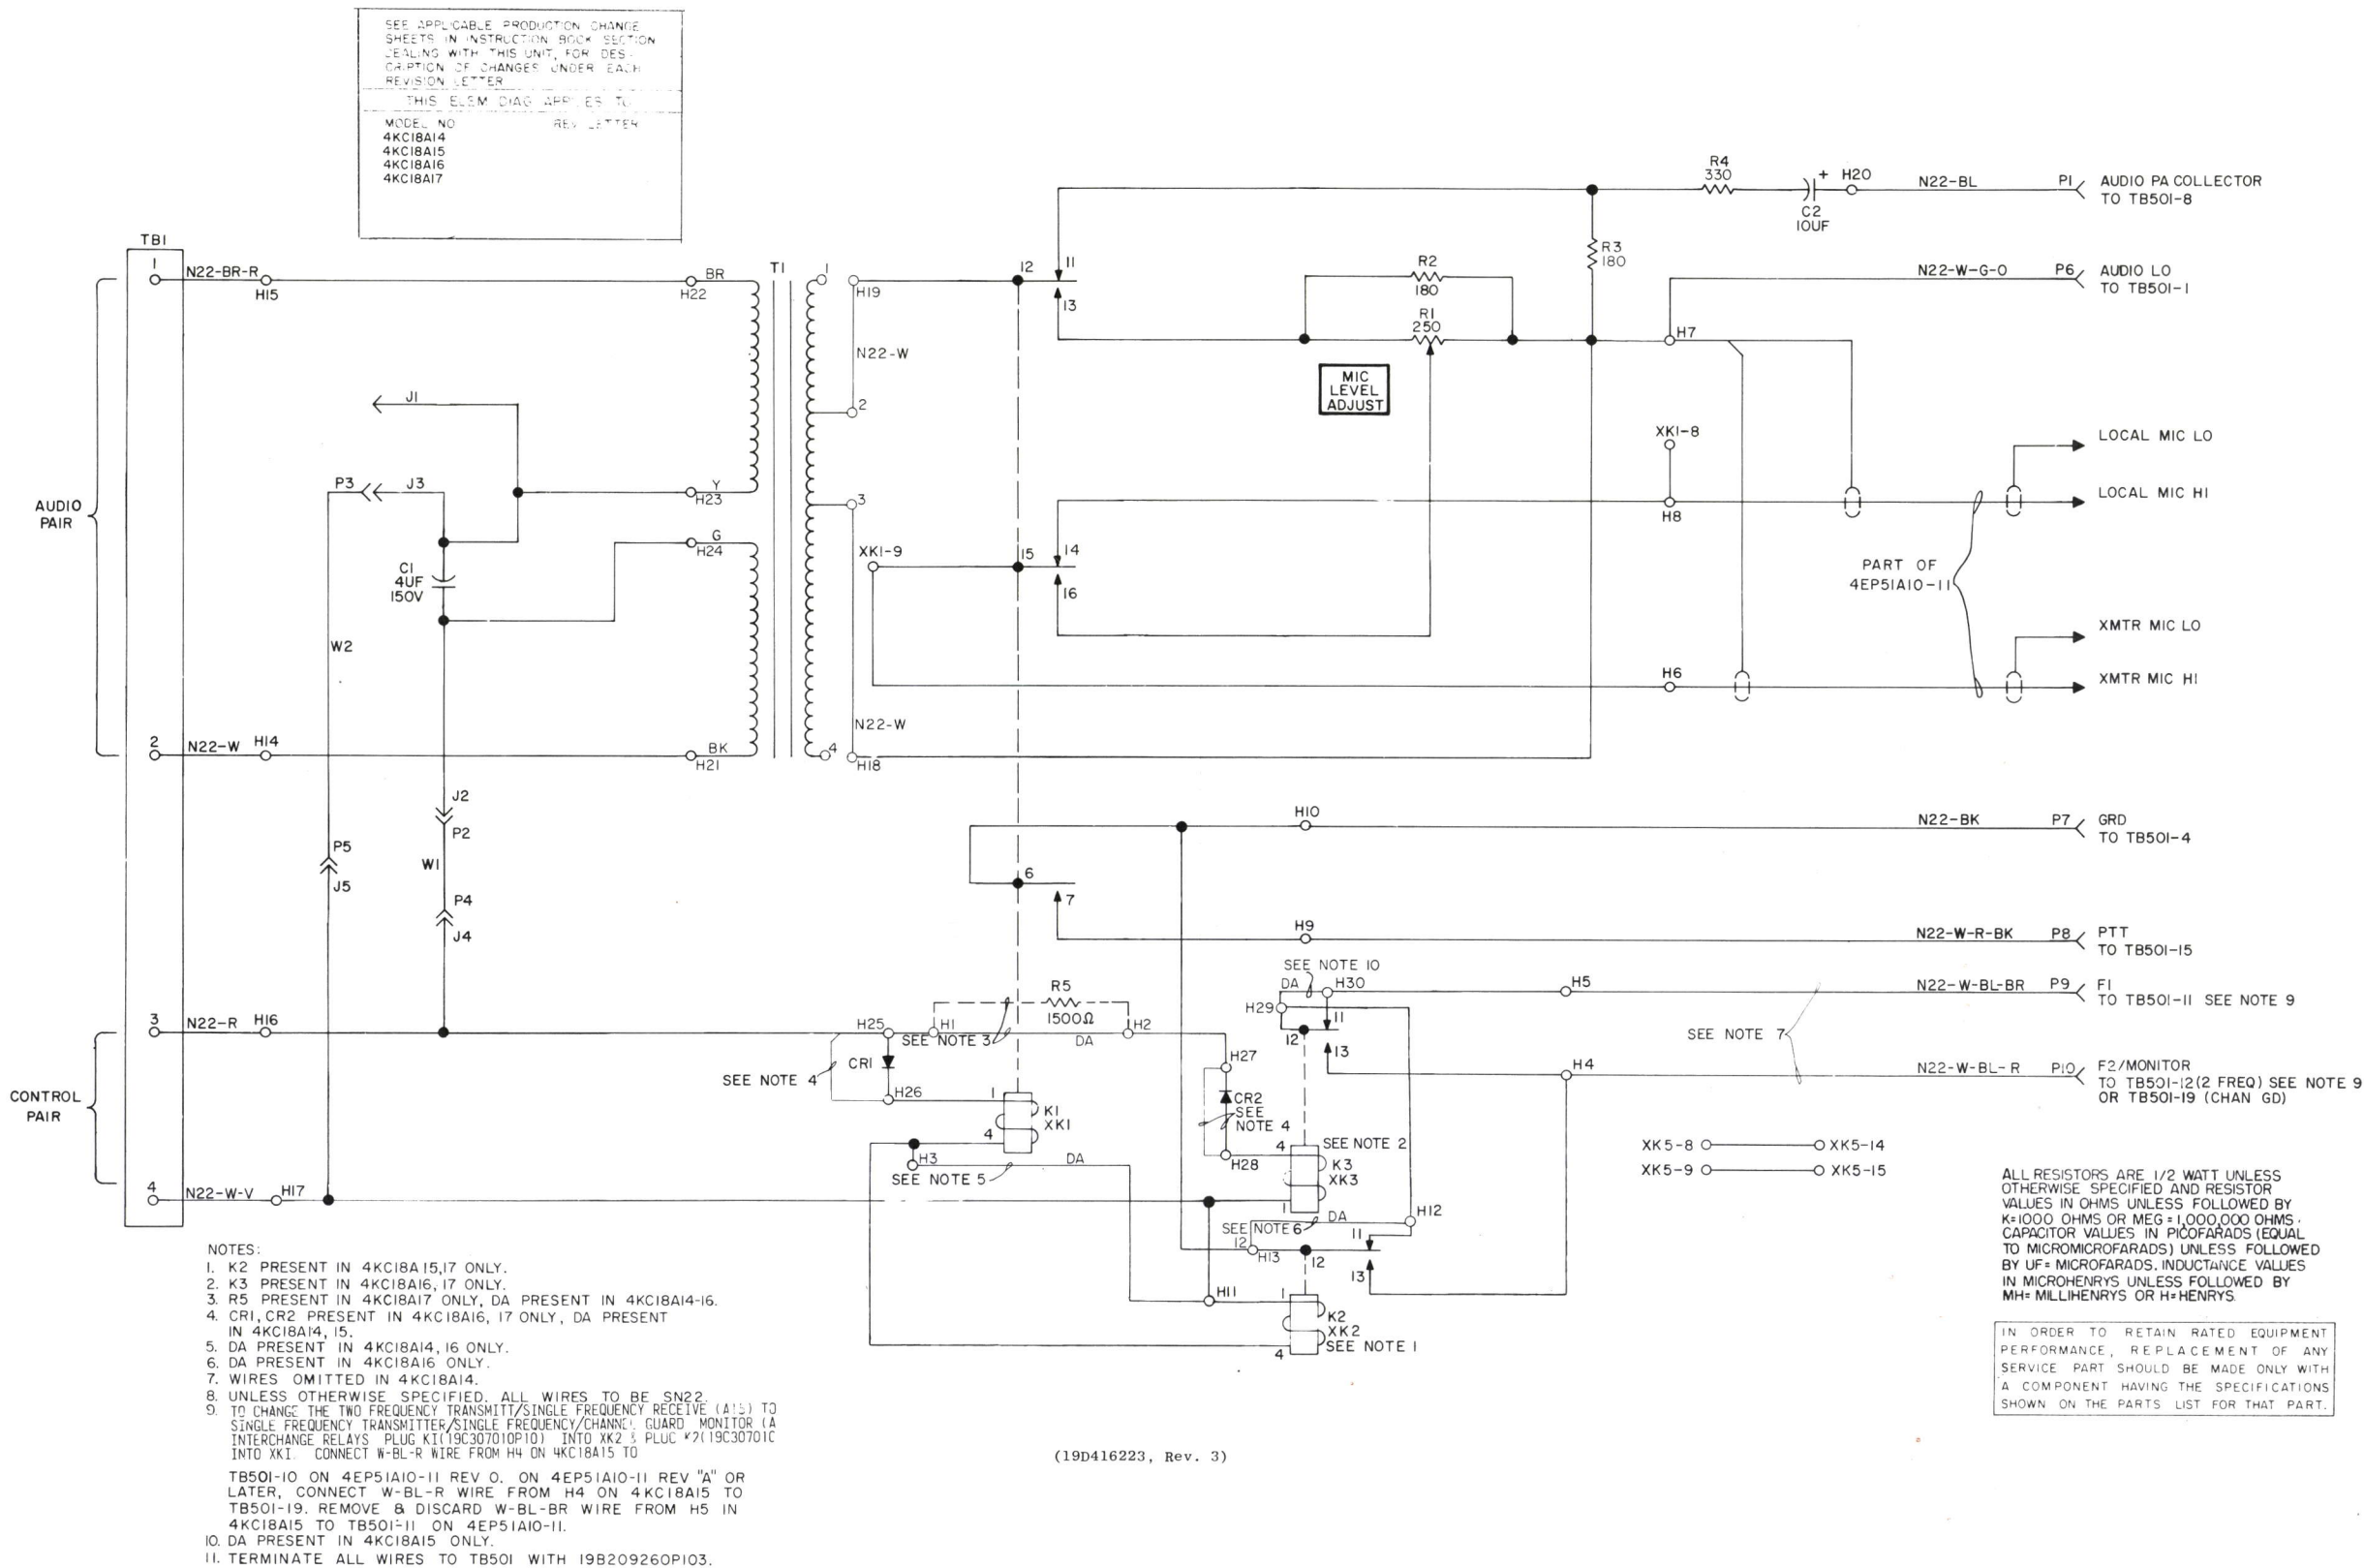 SEE APPLICABLE PRODUCTION CHANGE
SHEETS IN INSTRUCTION BOOK SECTION
DEALING WITH THIS UNIT, FOR DES-
CRIPTION OF CHANGES UNDER EACH
REVISION LETTER
THIS ELEM DIAG APPLIES TO
MODEL NO REV LETTER
4KC18A14
4KC18A15
4KC18A16
4KC18A17
TB1
1
N22-BR-R
H15
BR
H22
T1
1
H19
N22-W
2
3
N22-W
4
H18
J1
P3
J3
Y
H23
G
H24
C1
4UF
150V
W2
AUDIO
PAIR
2
N22-W
H14
BK
H21
J2
P2
P5
J5
W1
P4
J4
12
11
13
XK1-9
15
14
16
R2
180
R1
250
MIC
LEVEL
ADJUST
R3
180
R4
330
+
C2
10UF
H20
N22-BL
P1
AUDIO PA COLLECTOR
TO TB501-8
N22-W-G-O
P6
AUDIO LO
TO TB501-1
H7
XK1-8
H8
LOCAL MIC LO
LOCAL MIC HI
PART OF
4EP51A10-11
XMTR MIC LO
H6
XMTR MIC HI
H10
N22-BK
P7
GRD
TO TB501-4
6
7
H9
N22-W-R-BK
P8
PTT
TO TB501-15
SEE NOTE 10
DA
H30
H29
H5
N22-W-BL-BR
P9
F1
TO TB501-11 SEE NOTE 9
11
12
13
SEE NOTE 7
H4
N22-W-BL-R
P10
F2/MONITOR
TO TB501-12(2 FREQ) SEE NOTE 9
OR TB501-19 (CHAN GD)
CONTROL
PAIR
3
N22-R
H16
H25
H1
SEE NOTE 3
R5
1500Ω
DA
H2
CR1
SEE NOTE 4
H26
1
K1
XK1
4
H3
SEE NOTE 5
DA
H27
CR2
SEE
NOTE 4
H28
4
SEE NOTE 2
K3
XK3
1
4
N22-W-V
H17
SEE NOTE 6
DA
H12
12
H13
12
11
13
H11
1
K2
XK2
SEE NOTE 1
4
XK5-8
XK5-14
XK5-9
XK5-15
ALL RESISTORS ARE 1/2 WATT UNLESS
OTHERWISE SPECIFIED AND RESISTOR
VALUES IN OHMS UNLESS FOLLOWED BY
K=1000 OHMS OR MEG = 1,000,000 OHMS.
CAPACITOR VALUES IN PICOFARADS (EQUAL
TO MICROMICROFARADS) UNLESS FOLLOWED
BY UF= MICROFARADS. INDUCTANCE VALUES
IN MICROHENRYS UNLESS FOLLOWED BY
MH= MILLIHENRYS OR H=HENRYS.
IN ORDER TO RETAIN RATED EQUIPMENT
PERFORMANCE, REPLACEMENT OF ANY
SERVICE PART SHOULD BE MADE ONLY WITH
A COMPONENT HAVING THE SPECIFICATIONS
SHOWN ON THE PARTS LIST FOR THAT PART.
NOTES:
1. K2 PRESENT IN 4KC18A15,17 ONLY.
2. K3 PRESENT IN 4KC18A16,17 ONLY.
3. R5 PRESENT IN 4KC18A17 ONLY, DA PRESENT IN 4KC18A14-16.
4. CR1, CR2 PRESENT IN 4KC18A16, 17 ONLY, DA PRESENT
IN 4KC18A14, 15.
5. DA PRESENT IN 4KC18A14, 16 ONLY.
6. DA PRESENT IN 4KC18A16 ONLY.
7. WIRES OMITTED IN 4KC18A14.
8. UNLESS OTHERWISE SPECIFIED, ALL WIRES TO BE SN22.
9. TO CHANGE THE TWO FREQUENCY TRANSMITT/SINGLE FREQUENCY RECEIVE (A15) TO
SINGLE FREQUENCY TRANSMITTER/SINGLE FREQUENCY/CHANNEL GUARD MONITOR (A
INTERCHANGE RELAYS PLUG K1(19C307010P10) INTO XK2 & PLUG K2(19C30701C
INTO XK1. CONNECT W-BL-R WIRE FROM H4 ON 4KC18A15 TO
TB501-10 ON 4EP51A10-11 REV 0. ON 4EP51A10-11 REV "A" OR
LATER, CONNECT W-BL-R WIRE FROM H4 ON 4KC18A15 TO
TB501-19. REMOVE & DISCARD W-BL-BR WIRE FROM H5 IN
4KC18A15 TO TB501-11 ON 4EP51A10-11.
10. DA PRESENT IN 4KC18A15 ONLY.
11. TERMINATE ALL WIRES TO TB501 WITH 19B209260P103.
(19D416223, Rev. 3)